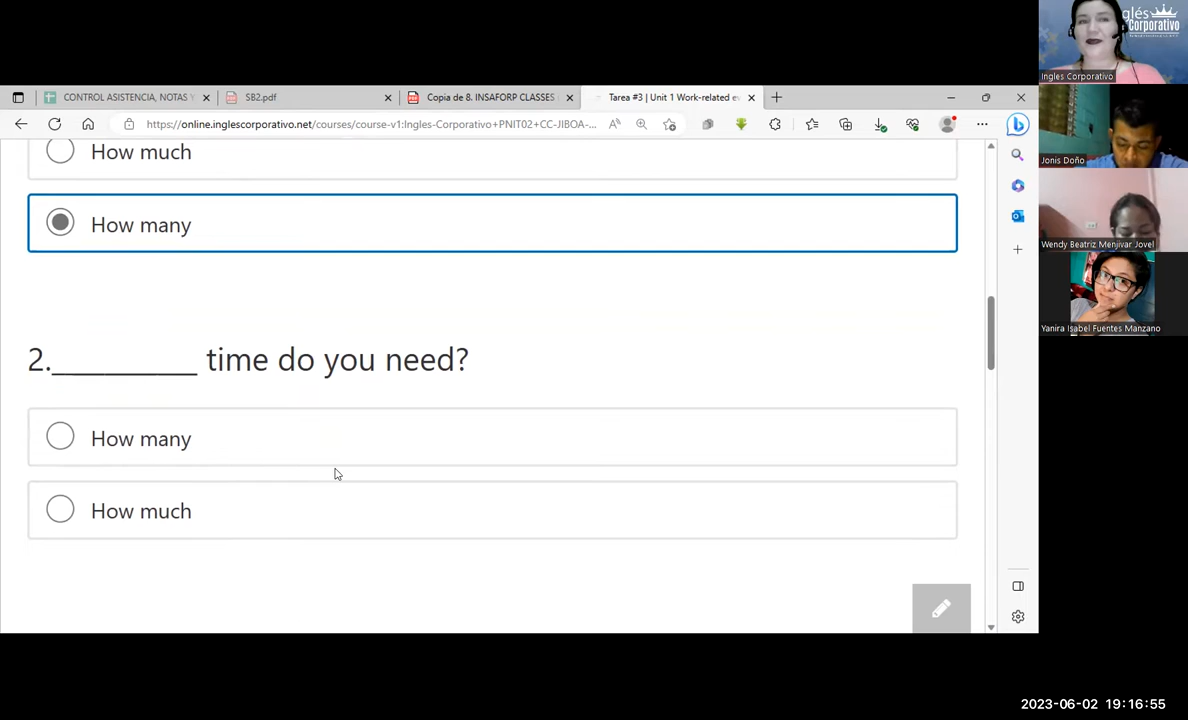 glés
Corporativo
Ingles Corporativo
CONTROL ASISTENCIA, NOTAS Y
SB2.pdf
Copia de 8. INSAFORP CLASSES
Tarea #3 | Unit 1 Work-related e
https://online.inglescorporativo.net/courses/course-v1:Ingles-Corporativo+PNIT02+CC-JIBOA-...
How much
Jonis Doño
How many
Wendy Beatriz Menjivar Jovel
2.__________ time do you need?
Yanira Isabel Fuentes Manzano
How many
How much
2023-06-02 19:16:55